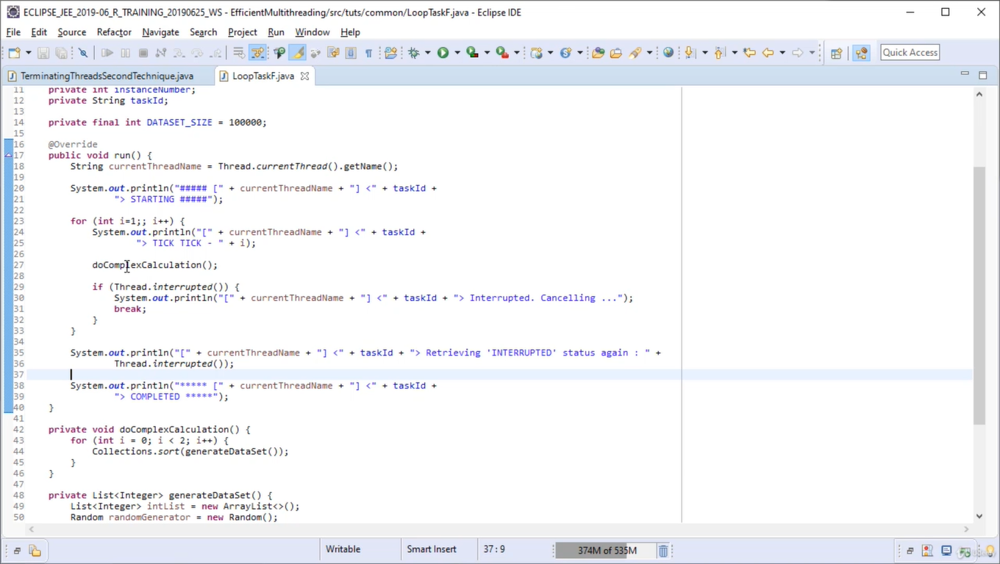 ECLIPSE_JEE_2019-06_R_TRAINING_20190625_WS - EfficientMultithreading/src/tuts/common/LoopTaskF.java - Eclipse IDE
File Edit Source Refactor Navigate Search Project Run Window Help
Quick Access
TerminatingThreadsSecondTechnique.java LoopTaskF.java
11 private int instanceNumber;
12 private String taskId;
13
14 private final int DATASET_SIZE = 100000;
15
16 @Override
17 public void run() {
18 String currentThreadName = Thread.currentThread().getName();
19
20 System.out.println("##### [" + currentThreadName + "] <" + taskId +
21 "> STARTING #####");
22
23 for (int i=1;; i++) {
24 System.out.println("[" + currentThreadName + "] <" + taskId +
25 "> TICK TICK - " + i);
26
27 doComplexCalculation();
28
29 if (Thread.interrupted()) {
30 System.out.println("[" + currentThreadName + "] <" + taskId + "> Interrupted. Cancelling ...");
31 break;
32 }
33 }
34
35 System.out.println("[" + currentThreadName + "] <" + taskId + "> Retrieving 'INTERRUPTED' status again : " +
36 Thread.interrupted());
37
38 System.out.println("***** [" + currentThreadName + "] <" + taskId +
39 "> COMPLETED *****");
40 }
41
42 private void doComplexCalculation() {
43 for (int i = 0; i < 2; i++) {
44 Collections.sort(generateDataSet());
45 }
46 }
47
48 private List<Integer> generateDataSet() {
49 List<Integer> intList = new ArrayList<>();
50 Random randomGenerator = new Random();
Writable Smart Insert 37 : 9 374M of 535M